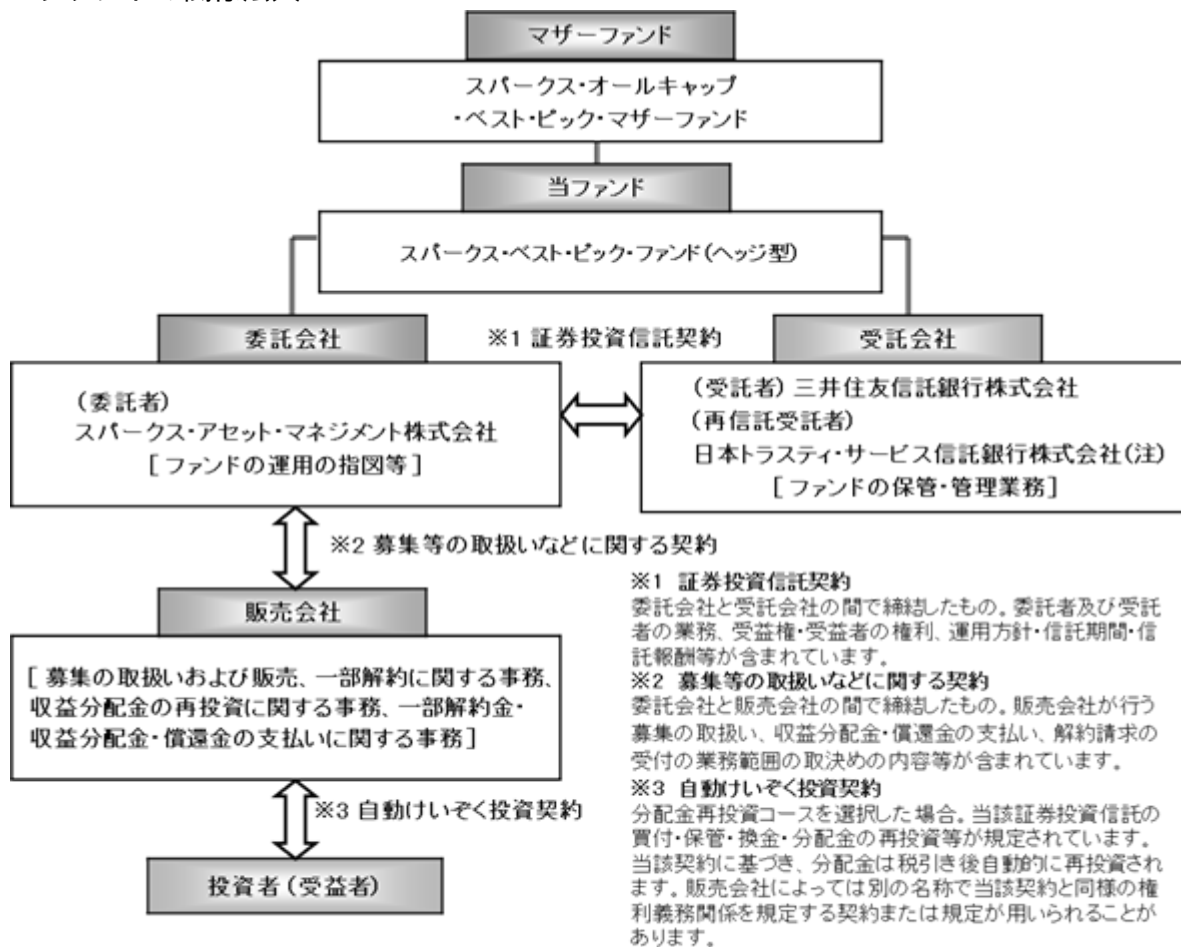 マザーファンド
スパークス・オールキャップ
・ベスト・ピック・マザーファンド
当ファンド
スパークス・ベスト・ピック・ファンド(ヘッジ型)
委託会社
※1 証券投資信託契約
受託会社
(委託者)
スパークス・アセット・マネジメント株式会社
[ファンドの運用の指図等]
(受託者) 三井住友信託銀行株式会社
(再信託受託者)
日本トラスティ・サービス信託銀行株式会社(注)
[ファンドの保管・管理業務]
※2 募集等の取扱いなどに関する契約
販売会社
[ 募集の取扱いおよび販売、一部解約に関する事務、
収益分配金の再投資に関する事務、一部解約金・
収益分配金・償還金の支払いに関する事務]
※3 自動けいぞく投資契約
投資者(受益者)
※1 証券投資信託契約
委託会社と受託会社の間で締結したもの。委託者及び受託
者の業務、受益権・受益者の権利、運用方針・信託期間・信
託報酬等が含まれています。
※2 募集等の取扱いなどに関する契約
委託会社と販売会社の間で締結したもの。販売会社が行う
募集の取扱い、収益分配金・償還金の支払い、解約請求の
受付の業務範囲の取決めの内容等が含まれています。
※3 自動けいぞく投資契約
分配金再投資コースを選択した場合。当該証券投資信託の
買付・保管・換金・分配金の再投資等が規定されています。
当該契約に基づき、分配金は税引き後自動的に再投資され
ます。販売会社によっては別の名称で当該契約と同様の権
利義務関係を規定する契約または規定が用いられることが
あります。